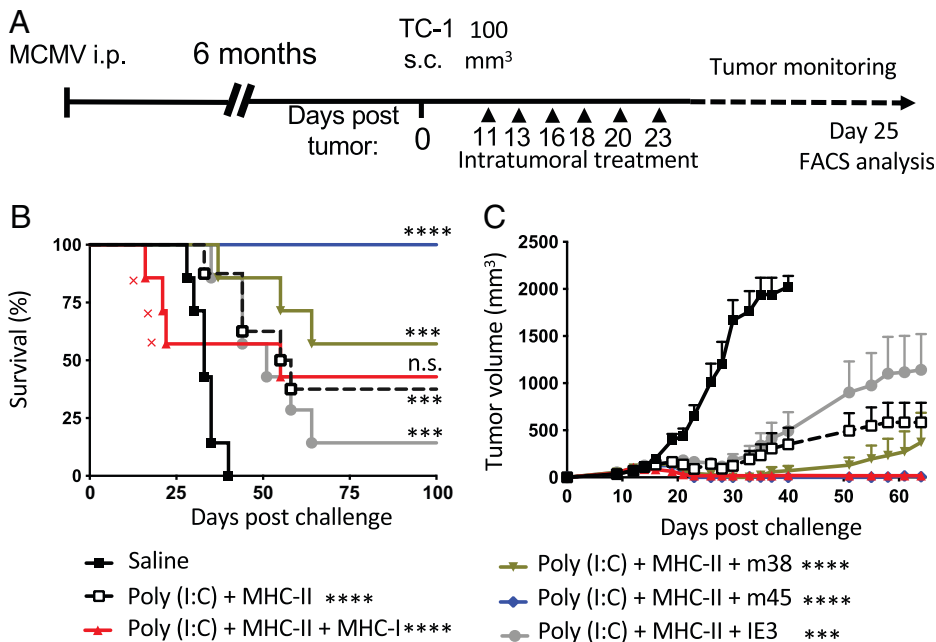 A
MCMV i.p.
6 months
TC-1 100
s.c. mm³
Tumor monitoring
Days post
tumor:
0
11 13 16 18 20 23
Intratumoral treatment
Day 25
FACS analysis
B
Survival (%)
100
75
50
25
0
****
***
n.s.
***
***
×
×
×
0 25 50 75 100
Days post challenge
C
Tumor volume (mm³)
2500
2000
1500
1000
500
0
0 10 20 30 40 50 60
Days post challenge
Saline
Poly (I:C) + MHC-II ****
Poly (I:C) + MHC-II + MHC-I ****
Poly (I:C) + MHC-II + m38 ****
Poly (I:C) + MHC-II + m45 ****
Poly (I:C) + MHC-II + IE3 ***